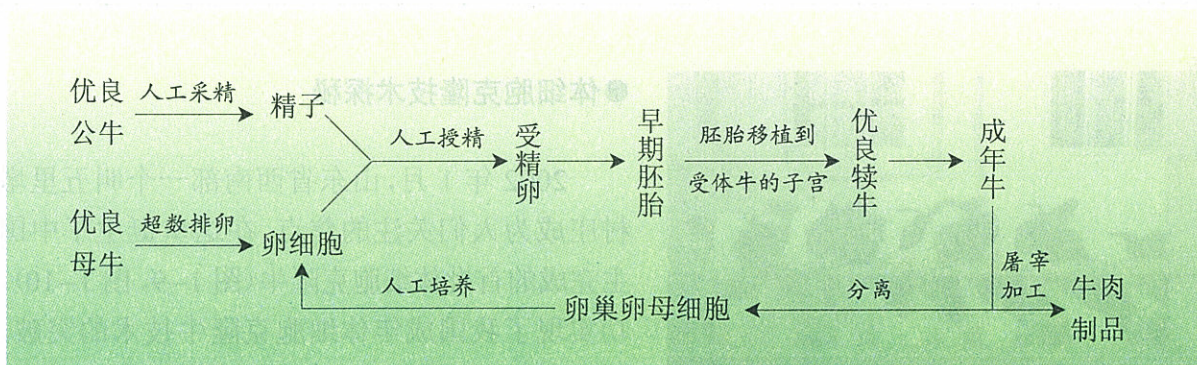 优良
公牛
人工采精
精子
人工授精
受精卵
早期胚胎
胚胎移植到
受体牛的子宫
优良犊牛
成年牛
优良
母牛
超数排卵
卵细胞
人工培养
卵巢卵母细胞
分离
屠宰
加工
牛肉
制品